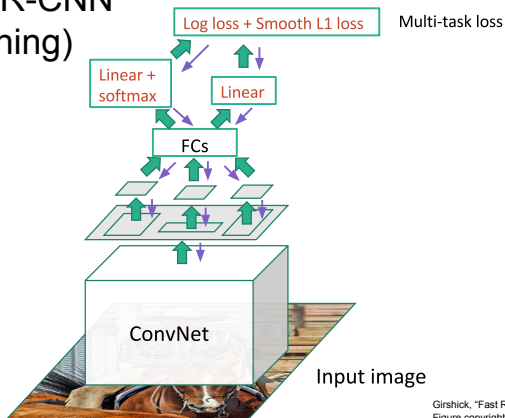 R-CNN
ning)
Log loss + Smooth L1 loss
Multi-task loss
Linear +
softmax
Linear
FCs
ConvNet
Input image
Girshick, "Fast R
Figure copyright